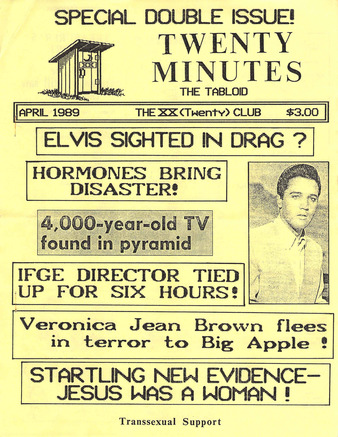 SPECIAL DOUBLE ISSUE!
TWENTY
MINUTES
THE TABLOID
APRIL 1989 THE XX (Twenty) CLUB $3.00
ELVIS SIGHTED IN DRAG ?
HORMONES BRING
DISASTER!
4,000-year-old TV
found in pyramid
IFGE DIRECTOR TIED
UP FOR SIX HOURS!
Veronica Jean Brown flees
in terror to Big Apple !
STARTLING NEW EVIDENCE-
JESUS WAS A WOMAN !
Transsexual Support